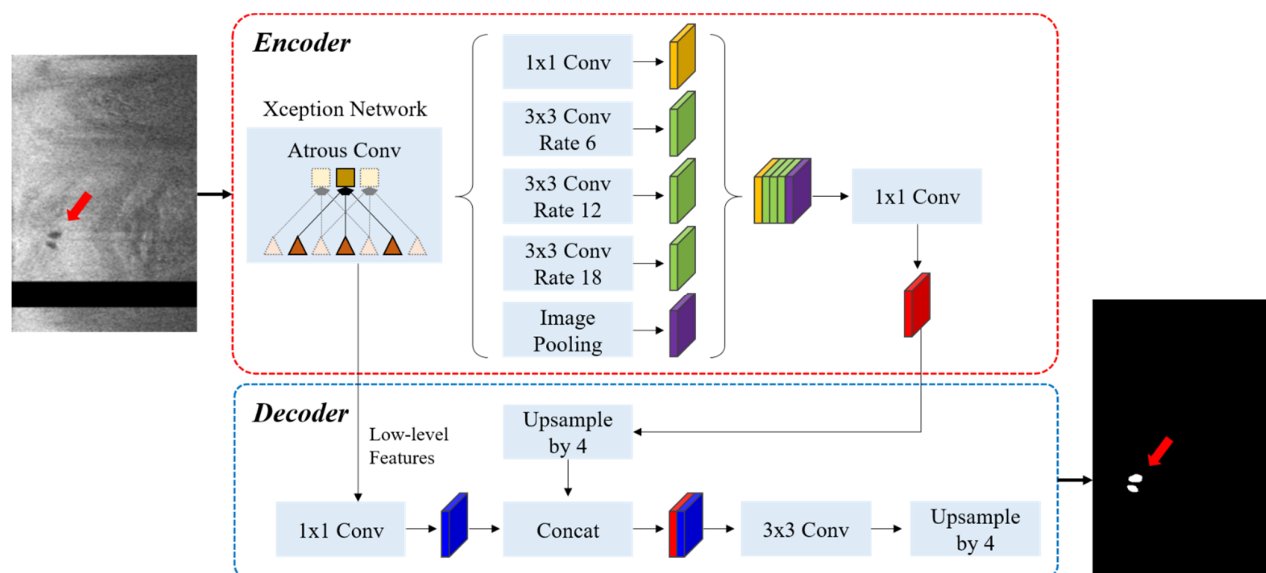 Encoder
Xception Network
Atrous Conv
1x1 Conv
3x3 Conv
Rate 6
3x3 Conv
Rate 12
3x3 Conv
Rate 18
Image
Pooling
1x1 Conv
Decoder
Low-level
Features
Upsample
by 4
1x1 Conv
Concat
3x3 Conv
Upsample
by 4